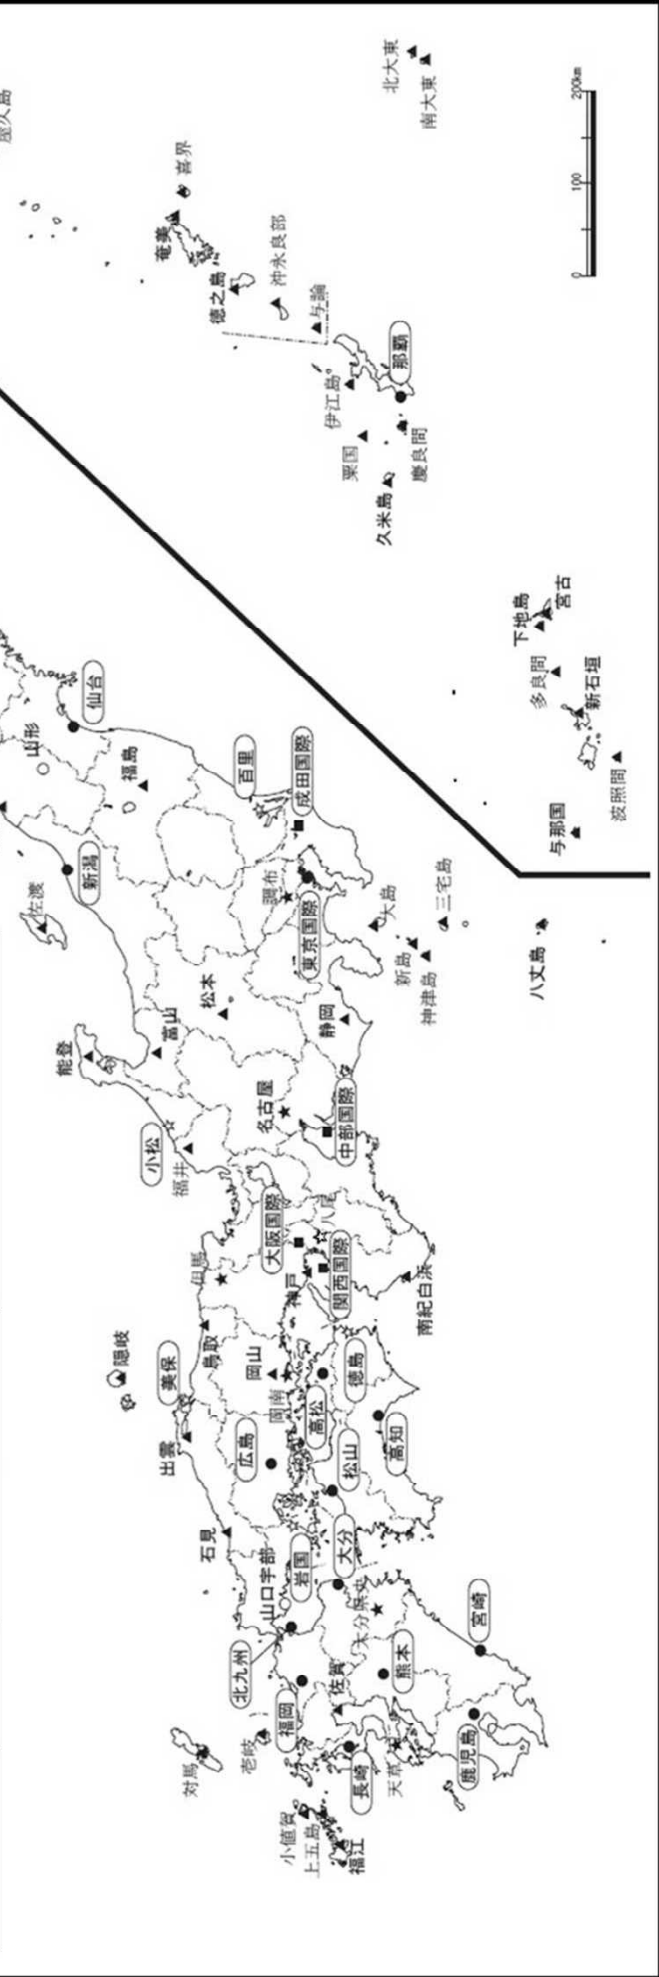 屋久島
北大東
南大東
200km
100
0
喜界
奄美
沖永良部
徳之島
与論
那覇
伊江島
粟国
慶良間
久米島
宮古
下地島
多良間
新石垣
波照間
与那国
仙台
山形
福島
百里
成田国際
新潟
佐渡
調布
東京国際
大島
三宅島
新島
神津島
八丈島
松本
静岡
富山
能登
名古屋
中部国際
小松
福井
大阪国際
八尾
関西国際
神戸
南紀白浜
但馬
鳥取
隠岐
美保
岡山
岡南
徳島
高松
高知
出雲
広島
松山
石見
岩国
大分
山口宇部
大分県央
宮崎
北九州
佐賀
熊本
福岡
鹿児島
壱岐
対馬
長崎
天草
小値賀
上五島
福江